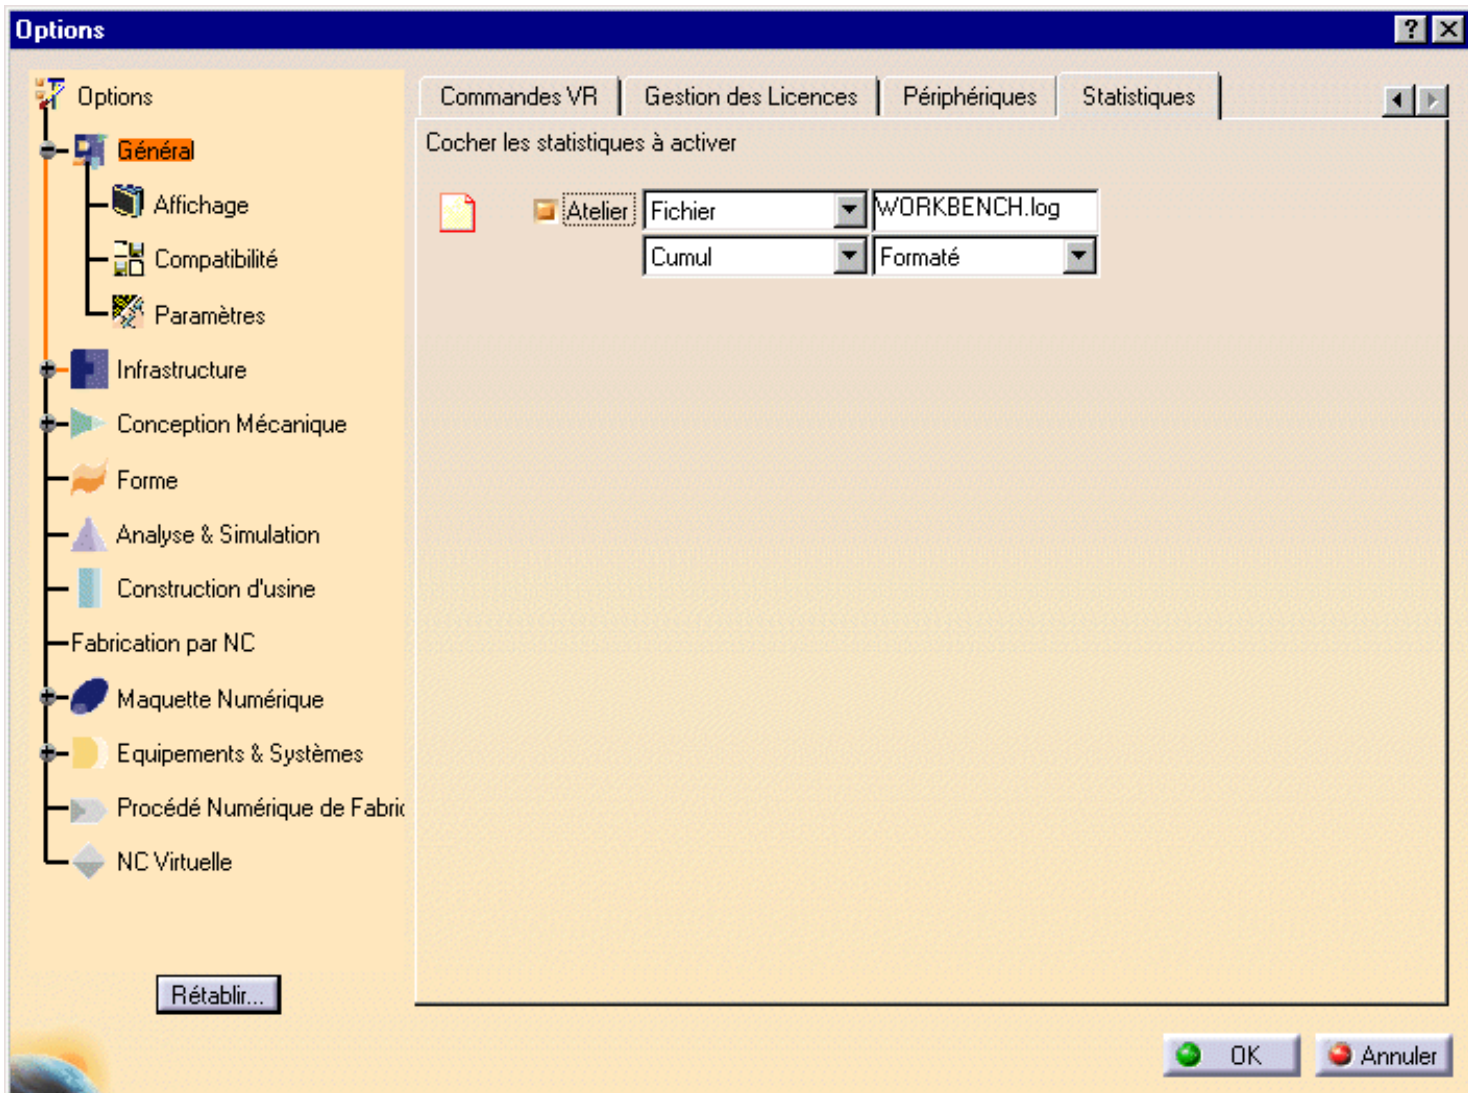 Options
Options
Général
Affichage
Compatibilité
Paramètres
Infrastructure
Conception Mécanique
Forme
Analyse & Simulation
Construction d'usine
Fabrication par NC
Maquette Numérique
Equipements & Systèmes
Procédé Numérique de Fabric
NC Virtuelle
Rétablir...
Commandes VR Gestion des Licences Périphériques Statistiques
Cocher les statistiques à activer
Atelier Fichier WORKBENCH.log
Cumul Formaté
OK Annuler